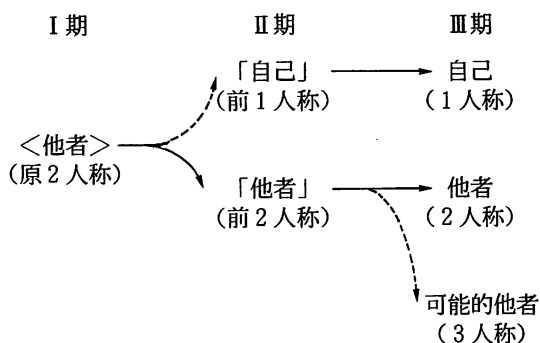 I期 II期 III期
「自己」 自己
(前1人称) (1人称)
<他者>
(原2人称)
「他者」 他者
(前2人称) (2人称)
可能的他者
(3人称)